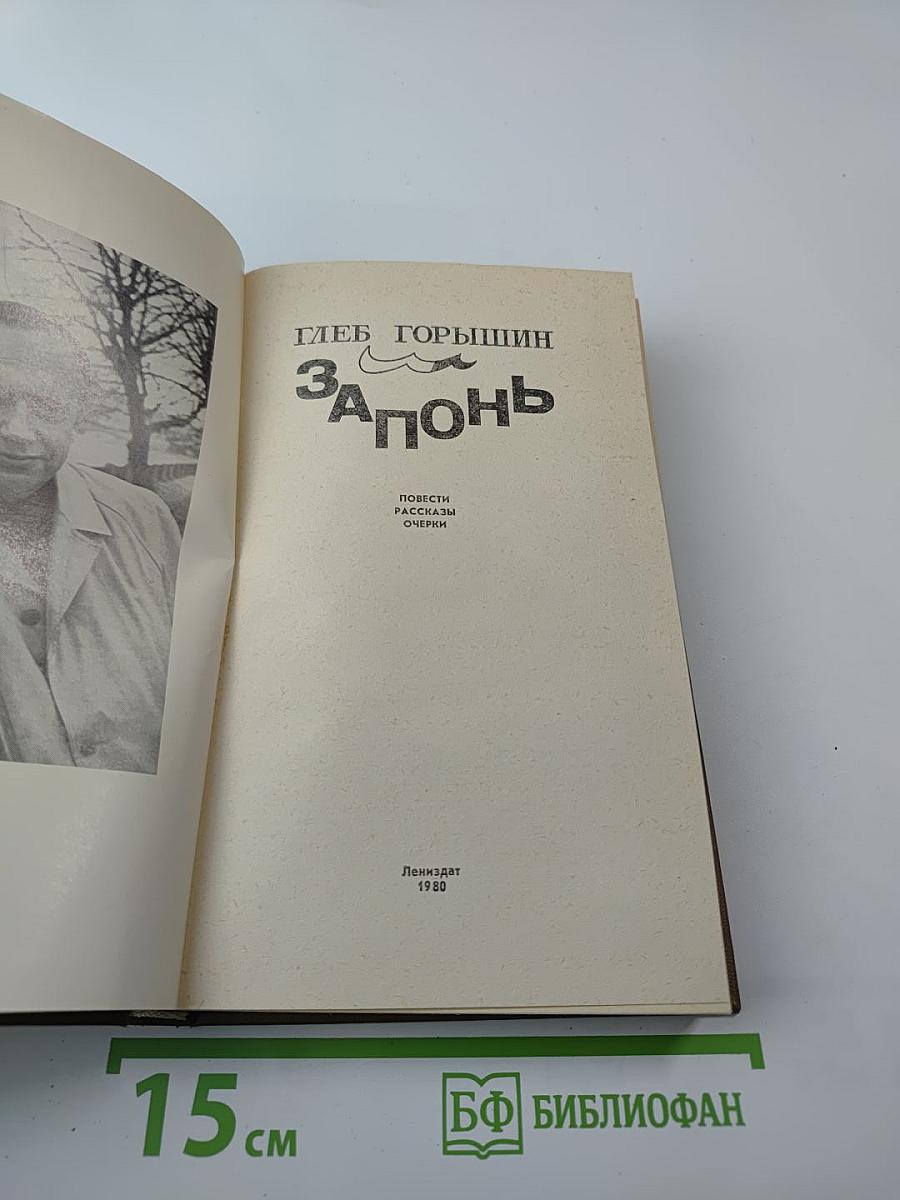 ГЛЕБ ГОРЫШИН
ЗАПОНЬ
ПОВЕСТИ
РАССКАЗЫ
ОЧЕРКИ
Лениздат
1980
15 см
БФ БИБЛИОФАН